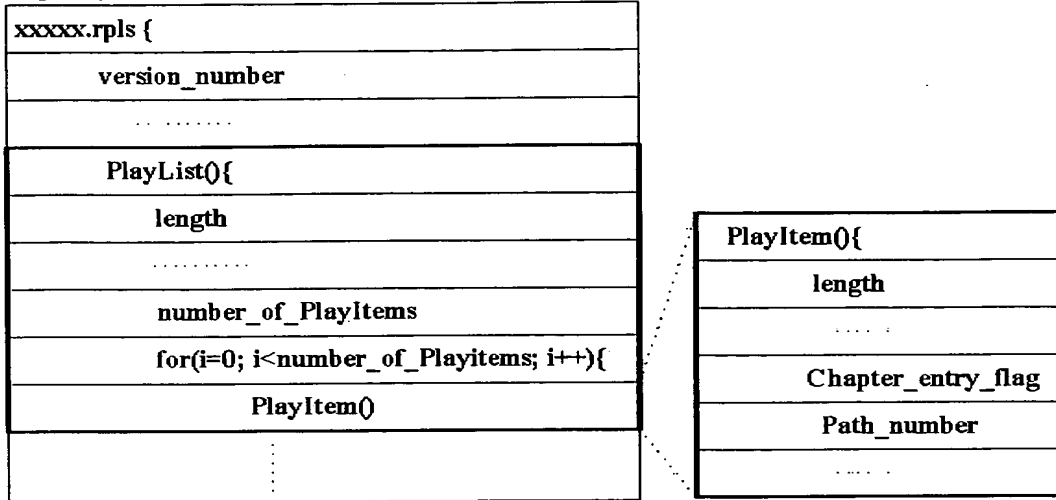 xxxxx.rpls {
version_number
.. .......
PlayList(){
length
..........
number_of_PlayItems
for(i=0; i<number_of_Playitems; i++){
PlayItem()
PlayItem(){
length
.... .
Chapter_entry_flag
Path_number
.... .